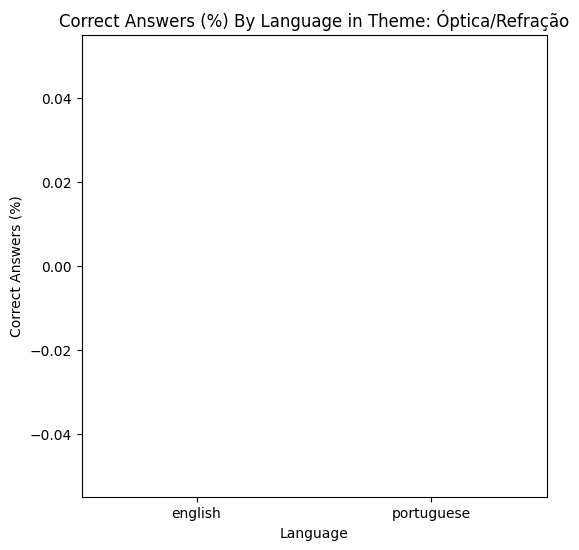 Correct Answers (%) By Language in Theme: Óptica/Refração
Correct Answers (%)
0.04
0.02
0.00
−0.02
−0.04
english portuguese
Language